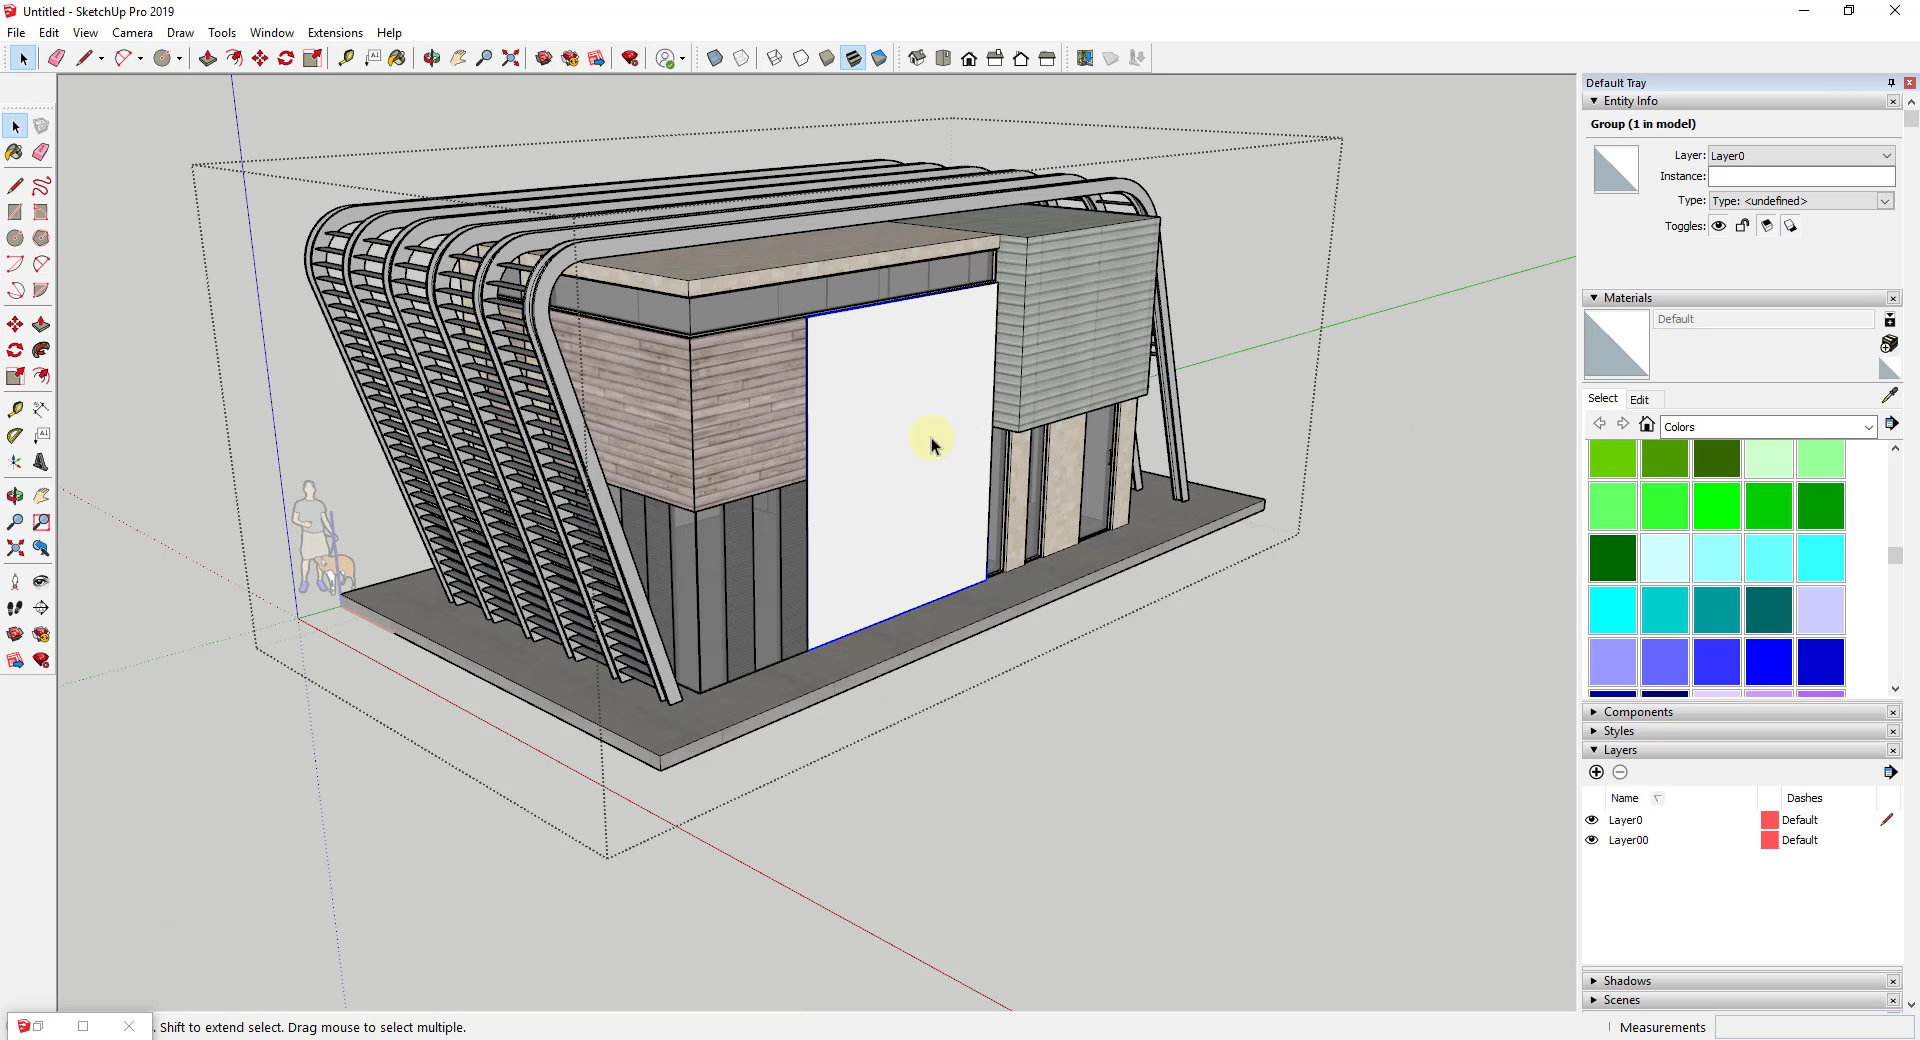 Untitled - SketchUp Pro 2019
File Edit View Camera Draw Tools Window Extensions Help
Default Tray
Entity Info
Group (1 in model)
Layer: Layer0
Instance:
Type: Type: <undefined>
Toggles:
Materials
Default
Select Edit
Colors
Components
Styles
Layers
Name Dashes
Layer0 Default
Layer00 Default
Shadows
Scenes
. Shift to extend select. Drag mouse to select multiple.
Measurements